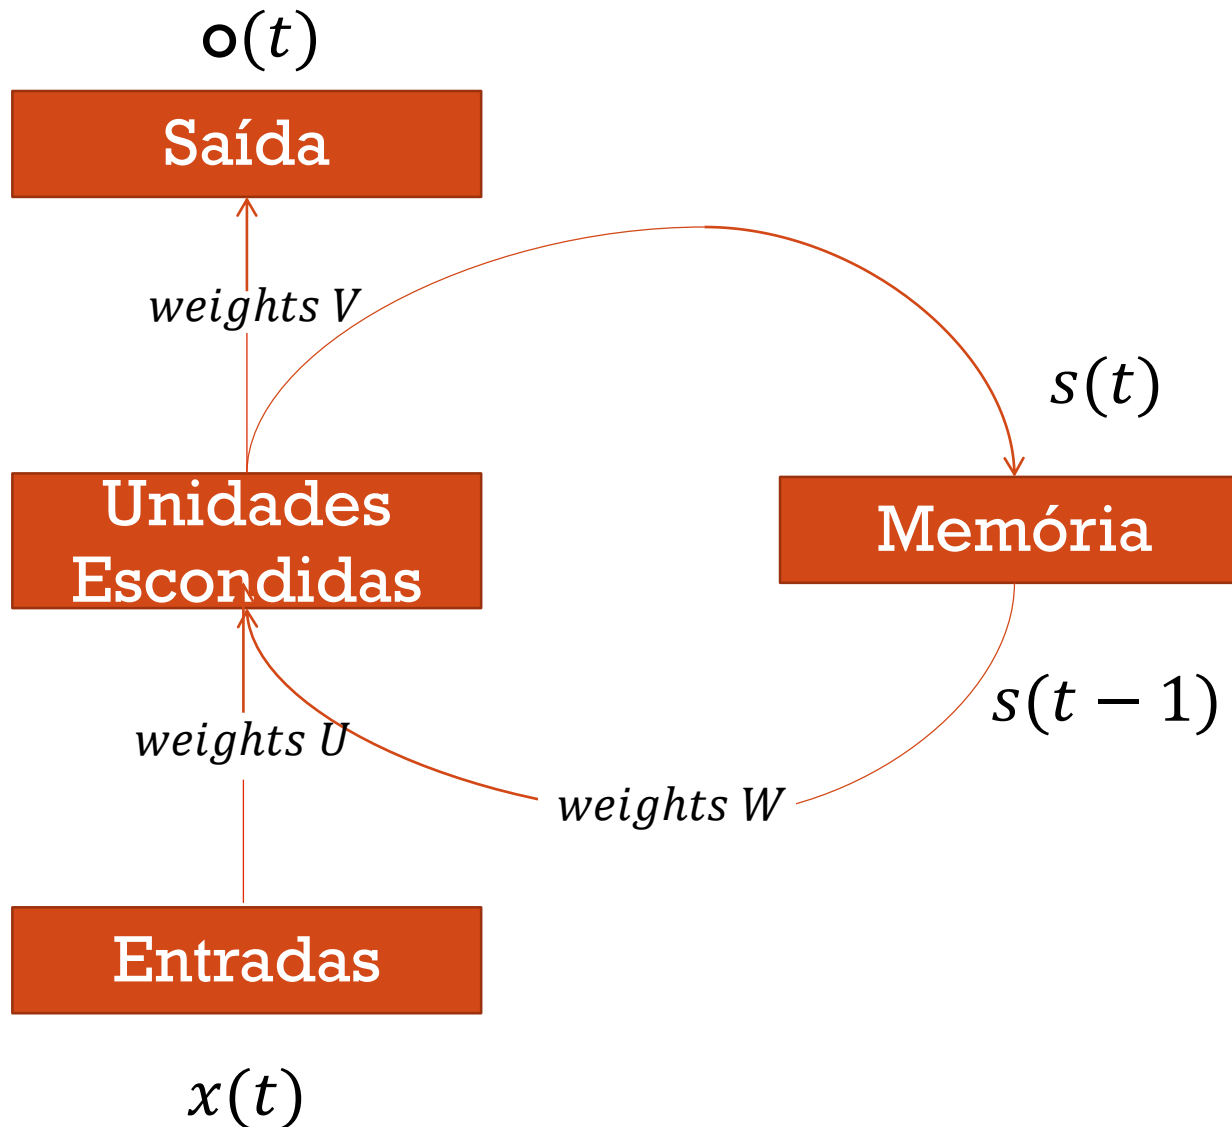 o(t)
Saída
weights V
s(t)
Unidades
Escondidas
Memória
s(t − 1)
weights U
weights W
Entradas
x(t)